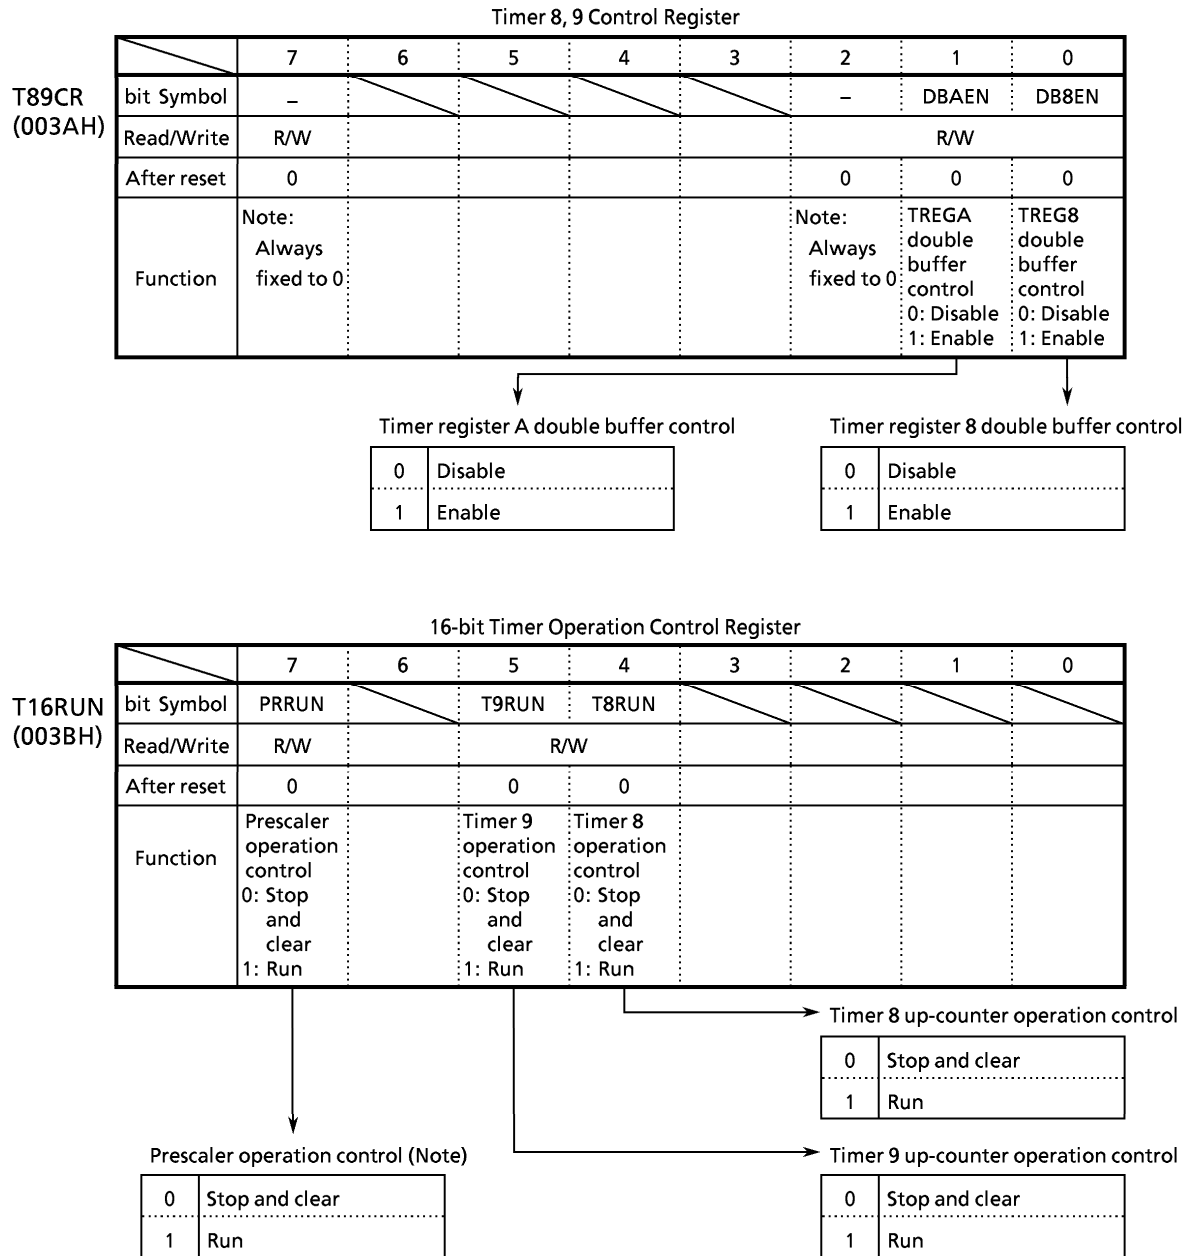 Timer 8, 9 Control Register
7 6 5 4 3 2 1 0
T89CR
(003AH)
bit Symbol – – DBAEN DB8EN
Read/Write R/W R/W
After reset 0 0 0 0
Function
Note:
Always
fixed to 0
Note:
Always
fixed to 0
TREGA
double
buffer
control
0: Disable
1: Enable
TREG8
double
buffer
control
0: Disable
1: Enable
Timer register A double buffer control
0 Disable
1 Enable
Timer register 8 double buffer control
0 Disable
1 Enable
16-bit Timer Operation Control Register
7 6 5 4 3 2 1 0
T16RUN
(003BH)
bit Symbol PRRUN T9RUN T8RUN
Read/Write R/W R/W
After reset 0 0 0
Function
Prescaler
operation
control
0: Stop
and
clear
1: Run
Timer 9
operation
control
0: Stop
and
clear
1: Run
Timer 8
operation
control
0: Stop
and
clear
1: Run
Timer 8 up-counter operation control
0 Stop and clear
1 Run
Prescaler operation control (Note)
0 Stop and clear
1 Run
Timer 9 up-counter operation control
0 Stop and clear
1 Run